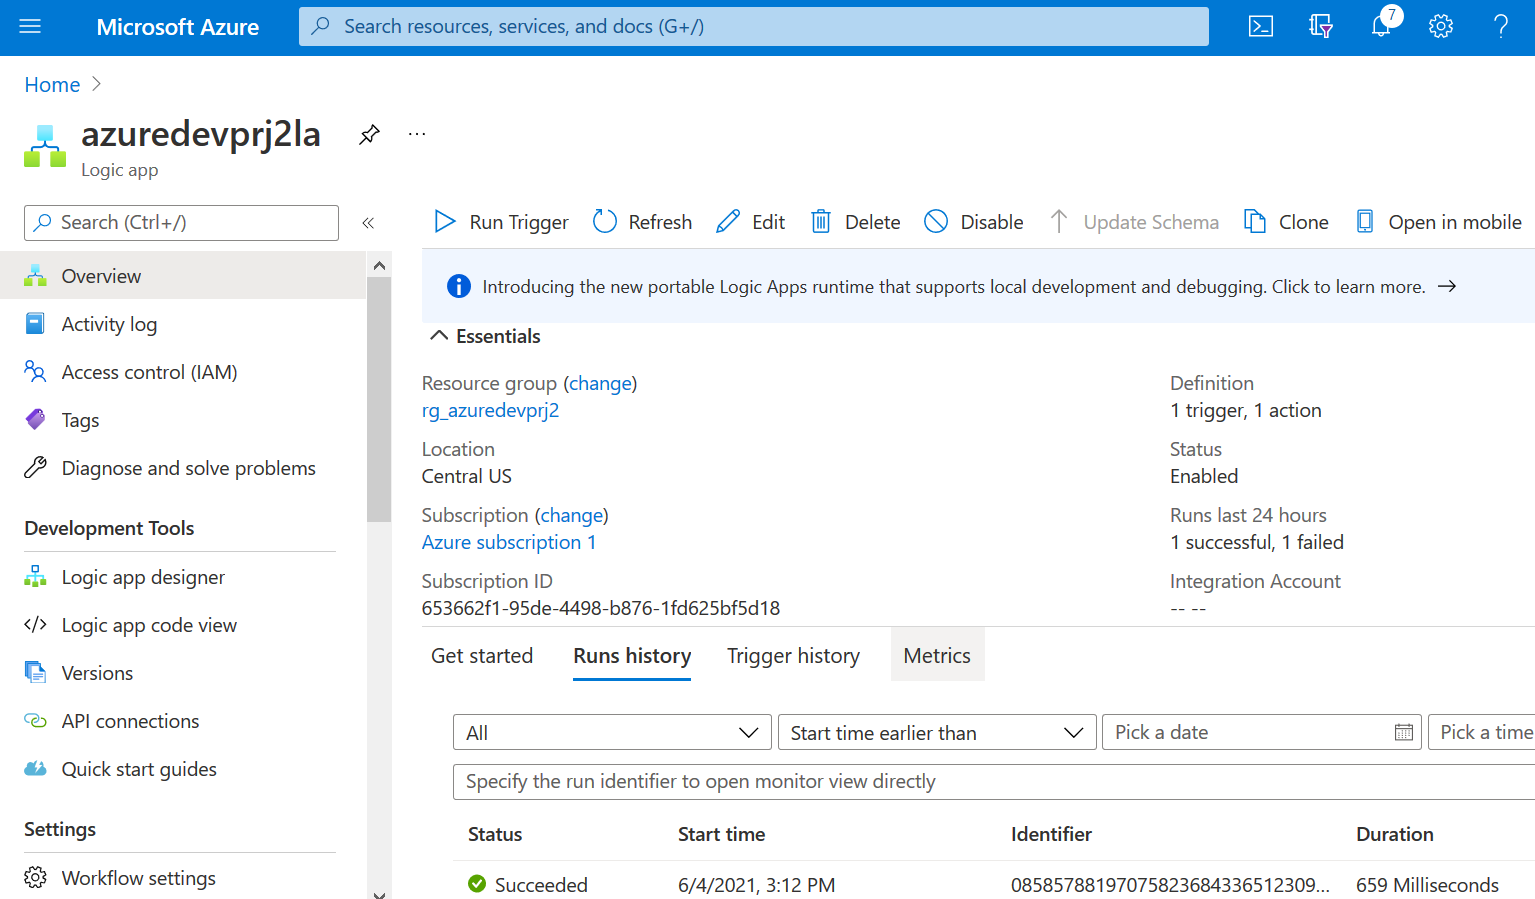 Microsoft Azure
Search resources, services, and docs (G+/)
7
Home >
azuredevprj2la
...
Logic app
Search (Ctrl+/)
«
Run Trigger
Refresh
Edit
Delete
Disable
Update Schema
Clone
Open in mobile
Overview
Activity log
Access control (IAM)
Tags
Diagnose and solve problems
Development Tools
Logic app designer
Logic app code view
Versions
API connections
Quick start guides
Settings
Workflow settings
Introducing the new portable Logic Apps runtime that supports local development and debugging. Click to learn more. →
Essentials
Resource group (change)
rg_azuredevprj2
Location
Central US
Subscription (change)
Azure subscription 1
Subscription ID
653662f1-95de-4498-b876-1fd625bf5d18
Definition
1 trigger, 1 action
Status
Enabled
Runs last 24 hours
1 successful, 1 failed
Integration Account
-- --
Get started
Runs history
Trigger history
Metrics
All
Start time earlier than
Pick a date
Pick a time
Specify the run identifier to open monitor view directly
Status
Start time
Identifier
Duration
Succeeded
6/4/2021, 3:12 PM
08585788197075823684336512309...
659 Milliseconds